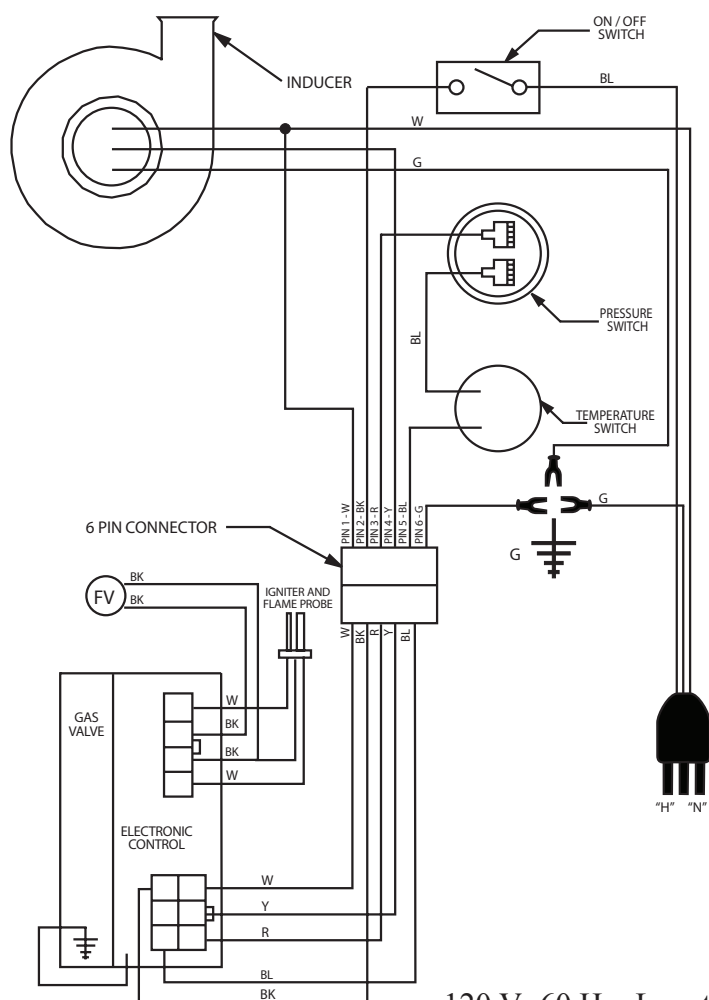 ON / OFF
SWITCH
INDUCER
BL
W
G
PRESSURE
SWITCH
BL
TEMPERATURE
SWITCH
PIN 1 - W
PIN 2 - BK
PIN 3 - R
PIN 4 - Y
PIN 5 - BL
PIN 6 - G
G
G
6 PIN CONNECTOR
BK
FV
BK
IGNITER AND
FLAME PROBE
W
BK
R
Y
BL
GAS
VALVE
W
BK
BK
W
"H"
"N"
ELECTRONIC
CONTROL
W
Y
R
BL
BK